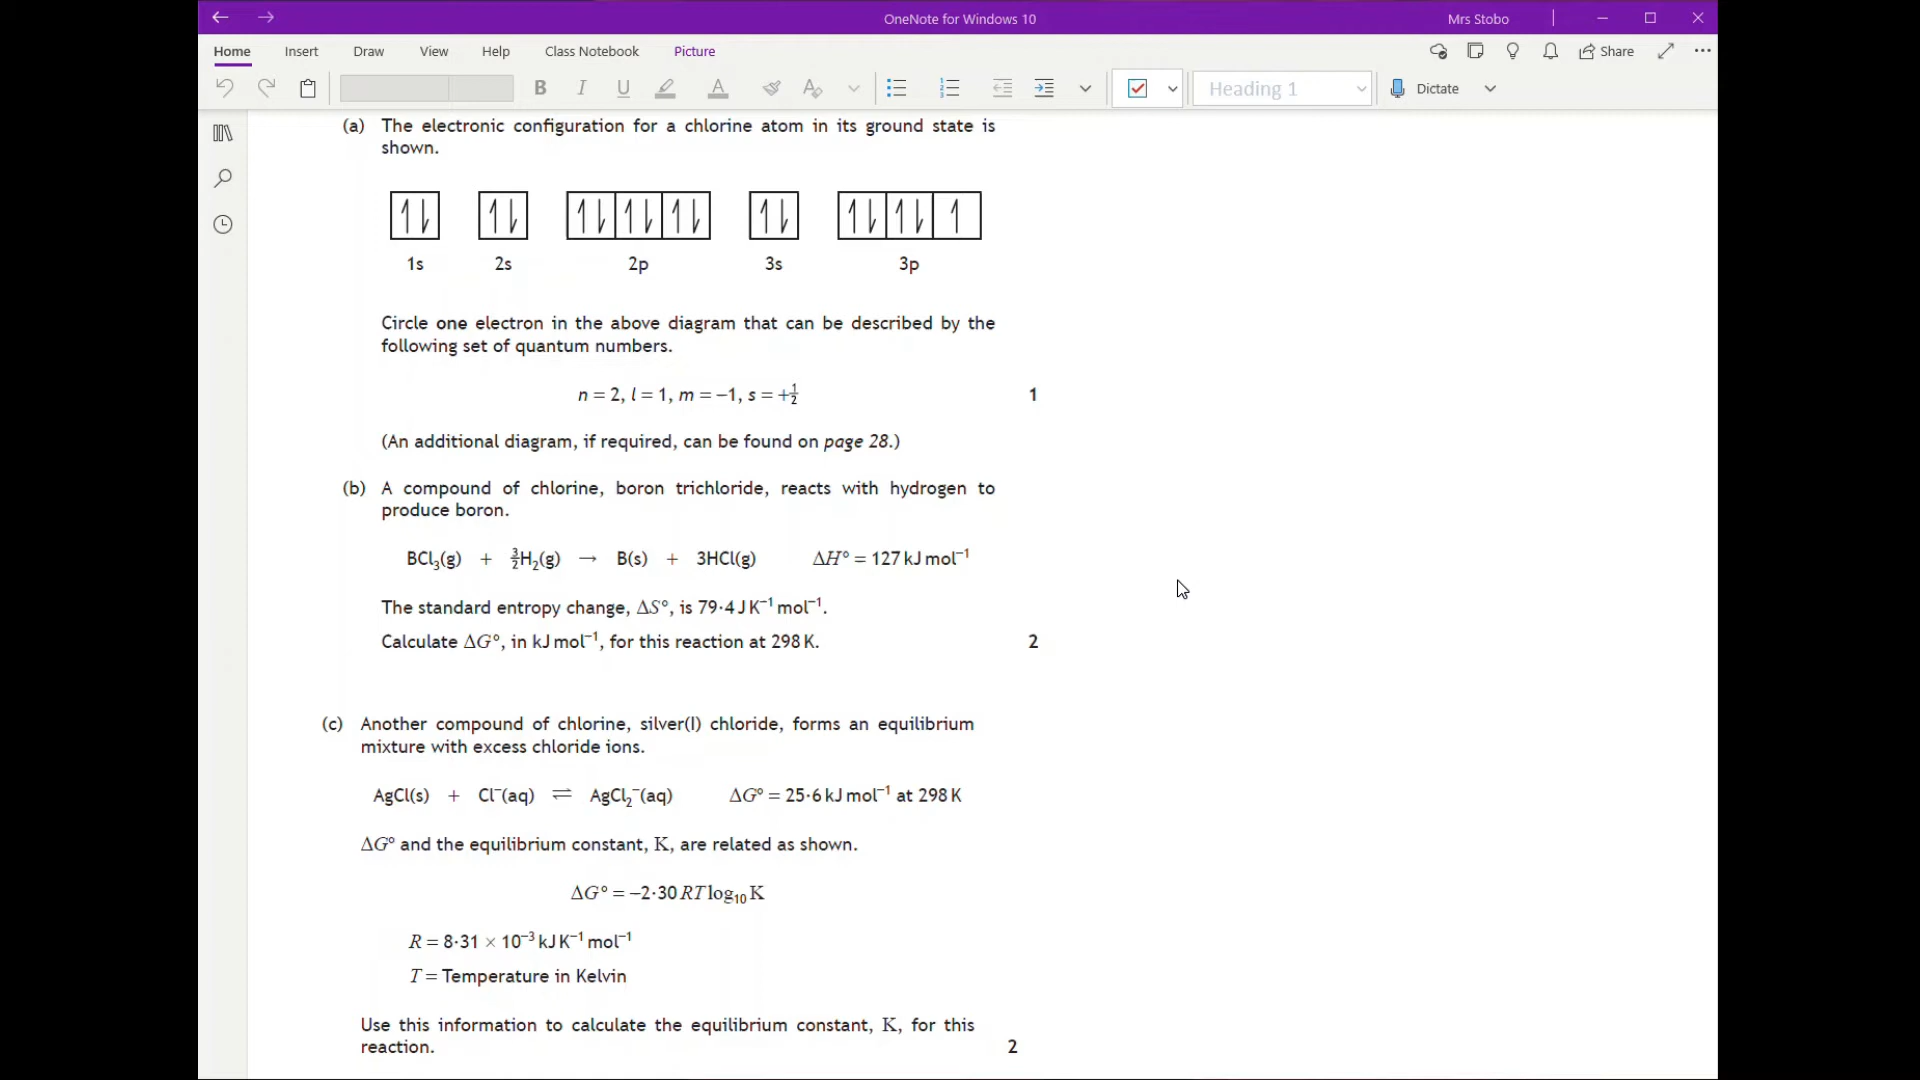 OneNote for Windows 10
Mrs Stobo
Home Insert Draw View Help Class Notebook Picture
Share
B I U A A Heading 1 Dictate
(a) The electronic configuration for a chlorine atom in its ground state is
shown.
1s 2s 2p 3s 3p
Circle one electron in the above diagram that can be described by the
following set of quantum numbers.
n = 2, l = 1, m = −1, s = +½ 1
(An additional diagram, if required, can be found on page 28.)
(b) A compound of chlorine, boron trichloride, reacts with hydrogen to
produce boron.
BCl₃(g) + 3/2H₂(g) → B(s) + 3HCl(g) ΔH° = 127 kJ mol⁻¹
The standard entropy change, ΔS°, is 79·4 J K⁻¹ mol⁻¹.
Calculate ΔG°, in kJ mol⁻¹, for this reaction at 298 K. 2
(c) Another compound of chlorine, silver(I) chloride, forms an equilibrium
mixture with excess chloride ions.
AgCl(s) + Cl⁻(aq) ⇌ AgCl₂⁻(aq) ΔG° = 25·6 kJ mol⁻¹ at 298 K
ΔG° and the equilibrium constant, K, are related as shown.
ΔG° = −2·30 RT log₁₀ K
R = 8·31 × 10⁻³ kJ K⁻¹ mol⁻¹
T = Temperature in Kelvin
Use this information to calculate the equilibrium constant, K, for this
reaction. 2